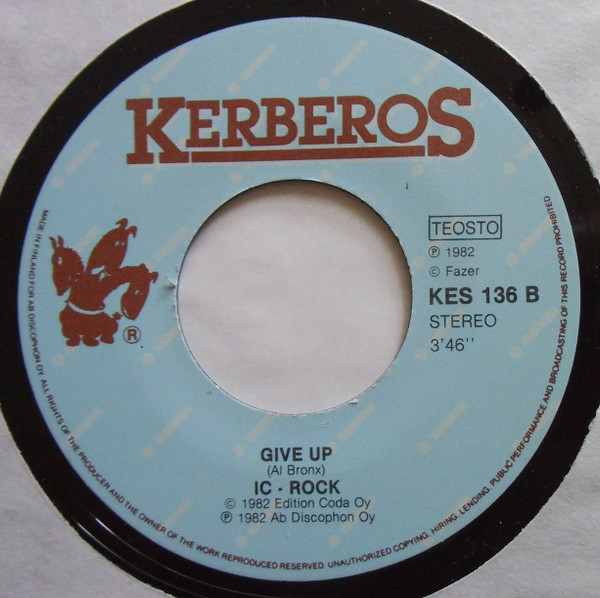 KERBEROS
TEOSTO
℗ 1982
© Fazer
KES 136 B
STEREO
3'46''
®
GIVE UP
(Al Bronx)
IC - ROCK
© 1982 Edition Coda Oy
℗ 1982 Ab Discophon Oy
MADE IN FINLAND FOR AB DISCOPHON OY. ALL RIGHTS OF THE PRODUCER AND THE OWNER OF THE WORK REPRODUCED RESERVED. UNAUTHORIZED COPYING, HIRING, LENDING, PUBLIC PERFORMANCE AND BROADCASTING OF THIS RECORD PROHIBITED